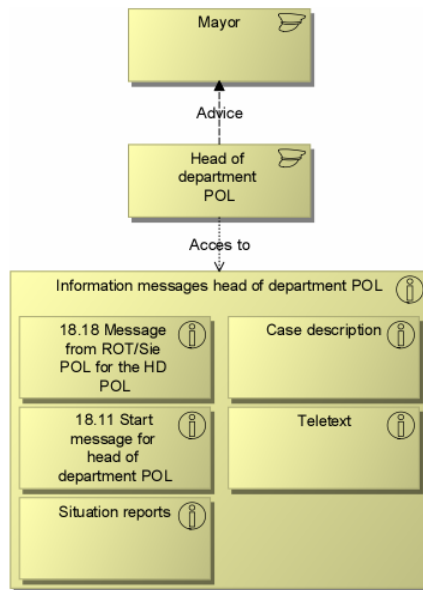 Mayor
Advice
Head of
department
POL
Acces to
Information messages head of department POL
18.18 Message
from ROT/Sie
POL for the HD
POL
Case description
18.11 Start
message for
head of
department POL
Teletext
Situation reports